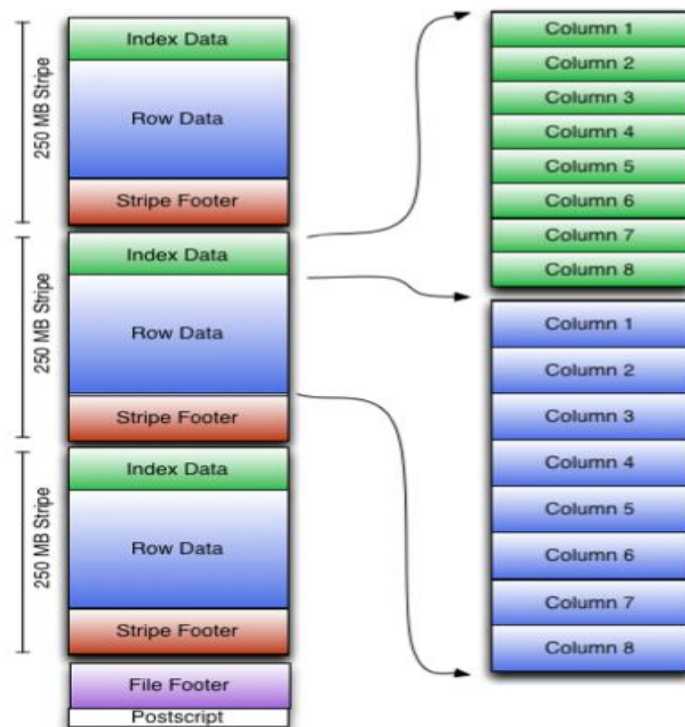 250 MB Stripe
Index Data
Row Data
Stripe Footer
250 MB Stripe
Index Data
Row Data
Stripe Footer
250 MB Stripe
Index Data
Row Data
Stripe Footer
File Footer
Postscript
Column 1
Column 2
Column 3
Column 4
Column 5
Column 6
Column 7
Column 8
Column 1
Column 2
Column 3
Column 4
Column 5
Column 6
Column 7
Column 8